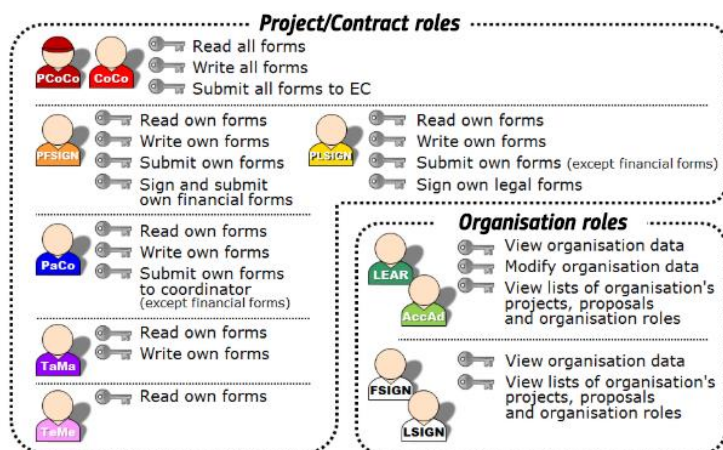 Project/Contract roles
PCoCo
CoCo
Read all forms
Write all forms
Submit all forms to EC
PFSIGN
Read own forms
Write own forms
Submit own forms
Sign and submit
own financial forms
PLSIGN
Read own forms
Write own forms
Submit own forms (except financial forms)
Sign own legal forms
PaCo
Read own forms
Write own forms
Submit own forms
to coordinator
(except financial forms)
TaMa
Read own forms
Write own forms
TeMe
Read own forms
Organisation roles
LEAR
AccAd
View organisation data
Modify organisation data
View lists of organisation's
projects, proposals
and organisation roles
FSIGN
LSIGN
View organisation data
View lists of organisation's
projects, proposals
and organisation roles